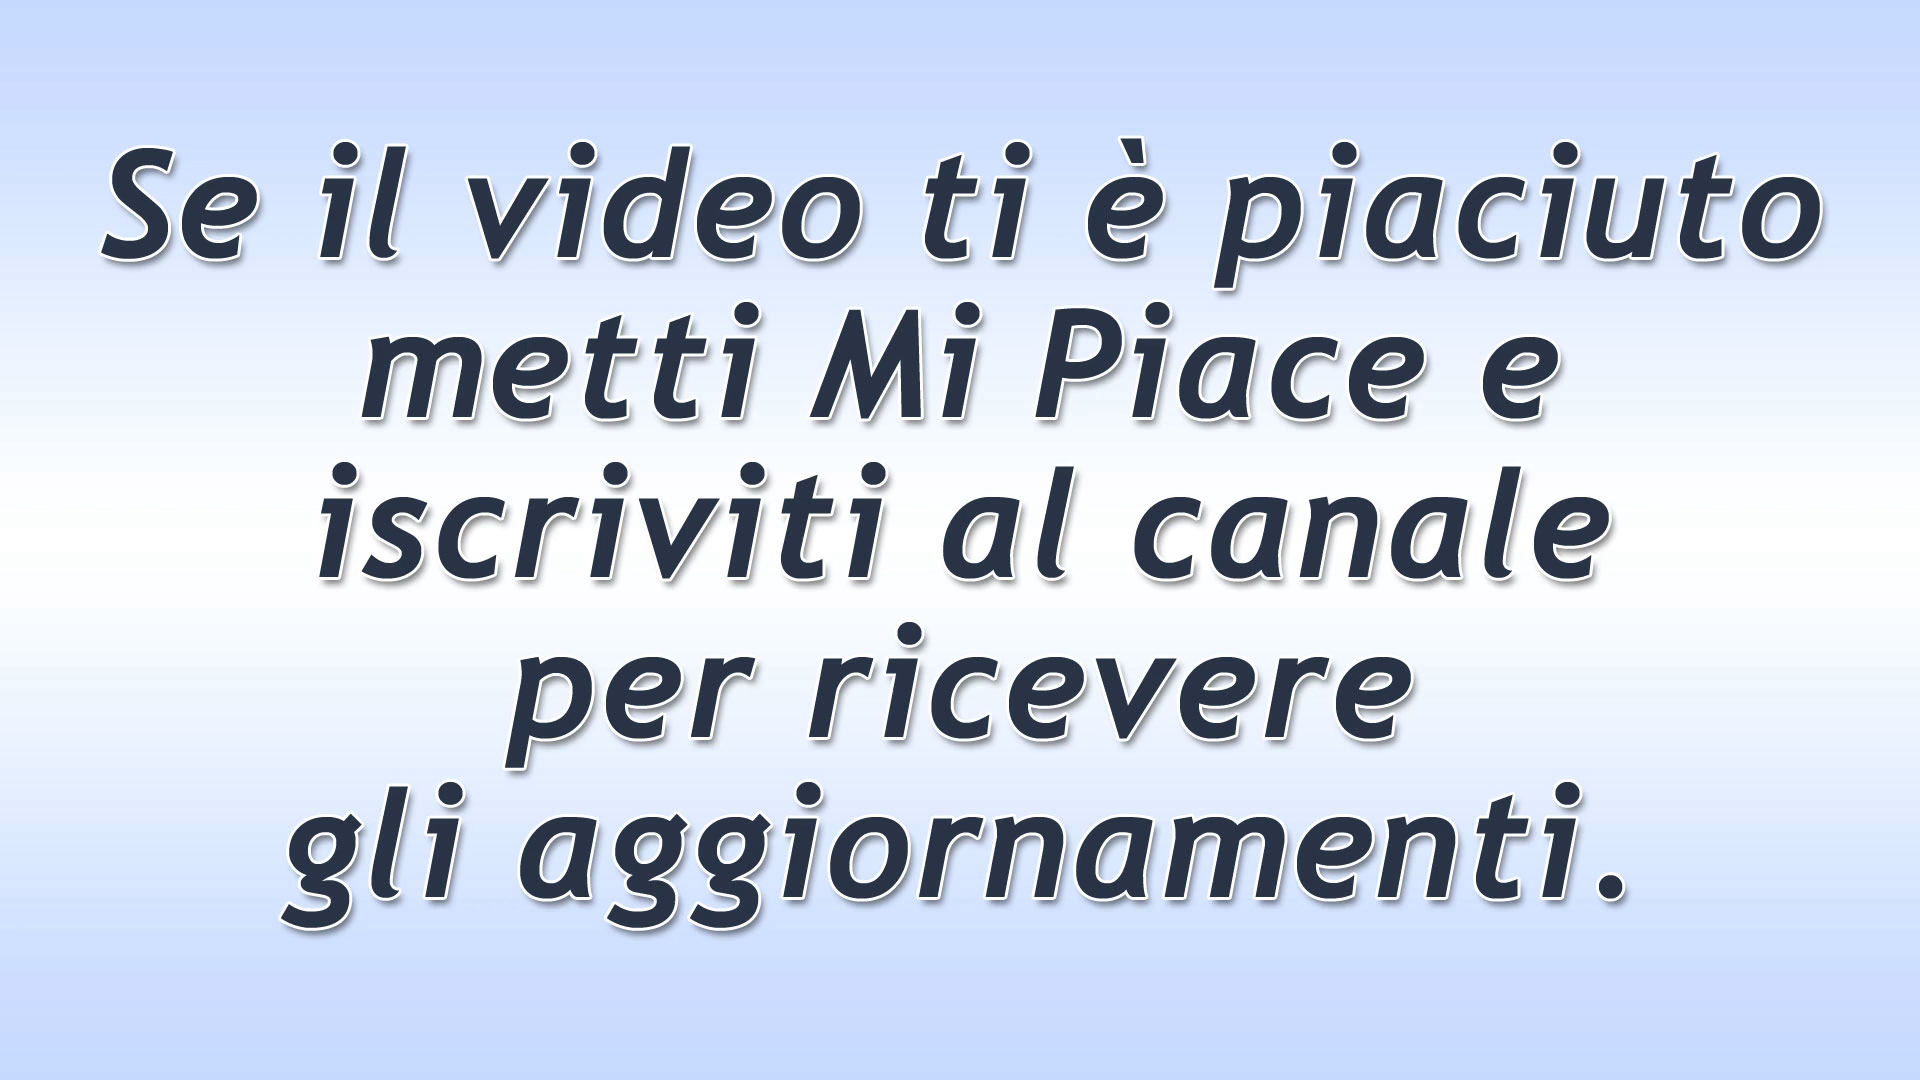 Se il video ti è piaciuto
metti Mi Piace e
iscriviti al canale
per ricevere
gli aggiornamenti.